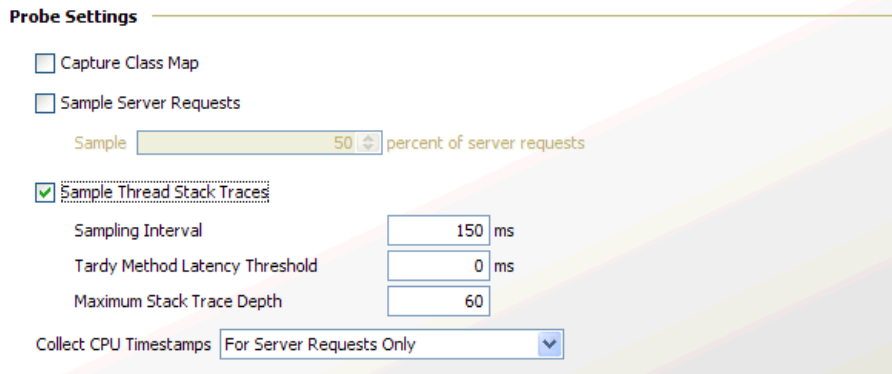 Probe Settings
Capture Class Map
Sample Server Requests
Sample 50 percent of server requests
Sample Thread Stack Traces
Sampling Interval 150 ms
Tardy Method Latency Threshold 0 ms
Maximum Stack Trace Depth 60
Collect CPU Timestamps For Server Requests Only